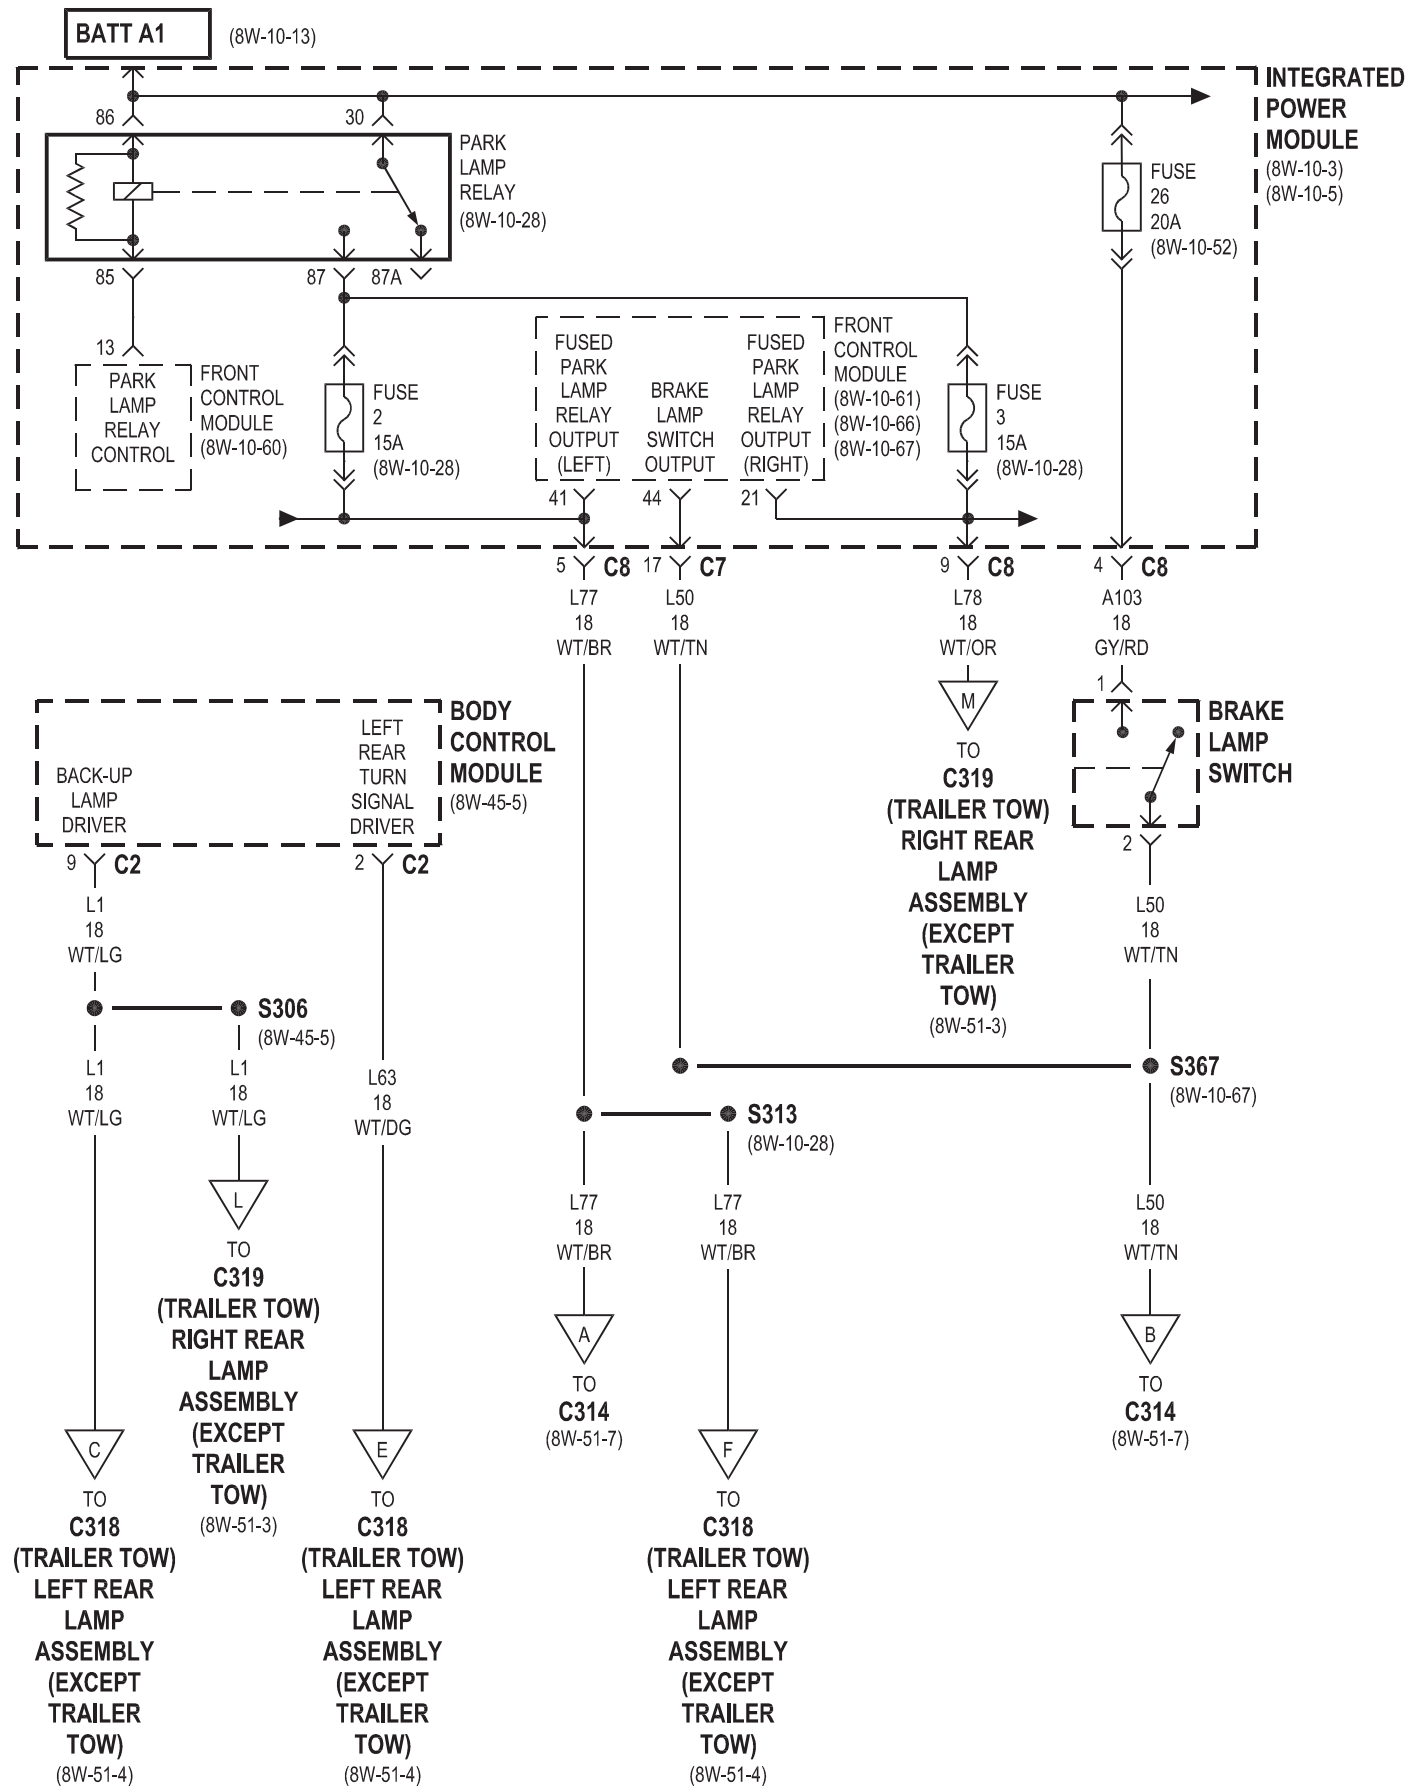 BATT A1
(8W-10-13)
INTEGRATED
POWER
MODULE
(8W-10-3)
(8W-10-5)
86
30
PARK
LAMP
RELAY
(8W-10-28)
85
87
87A
FUSE
26
20A
(8W-10-52)
13
PARK
LAMP
RELAY
CONTROL
FRONT
CONTROL
MODULE
(8W-10-60)
FUSE
2
15A
(8W-10-28)
FUSED
PARK
LAMP
RELAY
OUTPUT
(LEFT)
BRAKE
LAMP
SWITCH
OUTPUT
FUSED
PARK
LAMP
RELAY
OUTPUT
(RIGHT)
FRONT
CONTROL
MODULE
(8W-10-61)
(8W-10-66)
(8W-10-67)
FUSE
3
15A
(8W-10-28)
41
44
21
5
C8
17
C7
9
C8
4
C8
L77
18
WT/BR
L50
18
WT/TN
L78
18
WT/OR
A103
18
GY/RD
M
TO
C319
(TRAILER TOW)
RIGHT REAR
LAMP
ASSEMBLY
(EXCEPT
TRAILER
TOW)
(8W-51-3)
1
BRAKE
LAMP
SWITCH
2
L50
18
WT/TN
BACK-UP
LAMP
DRIVER
LEFT
REAR
TURN
SIGNAL
DRIVER
BODY
CONTROL
MODULE
(8W-45-5)
9
C2
2
C2
L1
18
WT/LG
S306
(8W-45-5)
L1
18
WT/LG
L1
18
WT/LG
L63
18
WT/DG
S367
(8W-10-67)
S313
(8W-10-28)
L77
18
WT/BR
L77
18
WT/BR
L50
18
WT/TN
L
TO
C319
(TRAILER TOW)
RIGHT REAR
LAMP
ASSEMBLY
(EXCEPT
TRAILER
TOW)
(8W-51-3)
A
TO
C314
(8W-51-7)
B
TO
C314
(8W-51-7)
C
TO
C318
(TRAILER TOW)
LEFT REAR
LAMP
ASSEMBLY
(EXCEPT
TRAILER
TOW)
(8W-51-4)
E
TO
C318
(TRAILER TOW)
LEFT REAR
LAMP
ASSEMBLY
(EXCEPT
TRAILER
TOW)
(8W-51-4)
F
TO
C318
(TRAILER TOW)
LEFT REAR
LAMP
ASSEMBLY
(EXCEPT
TRAILER
TOW)
(8W-51-4)